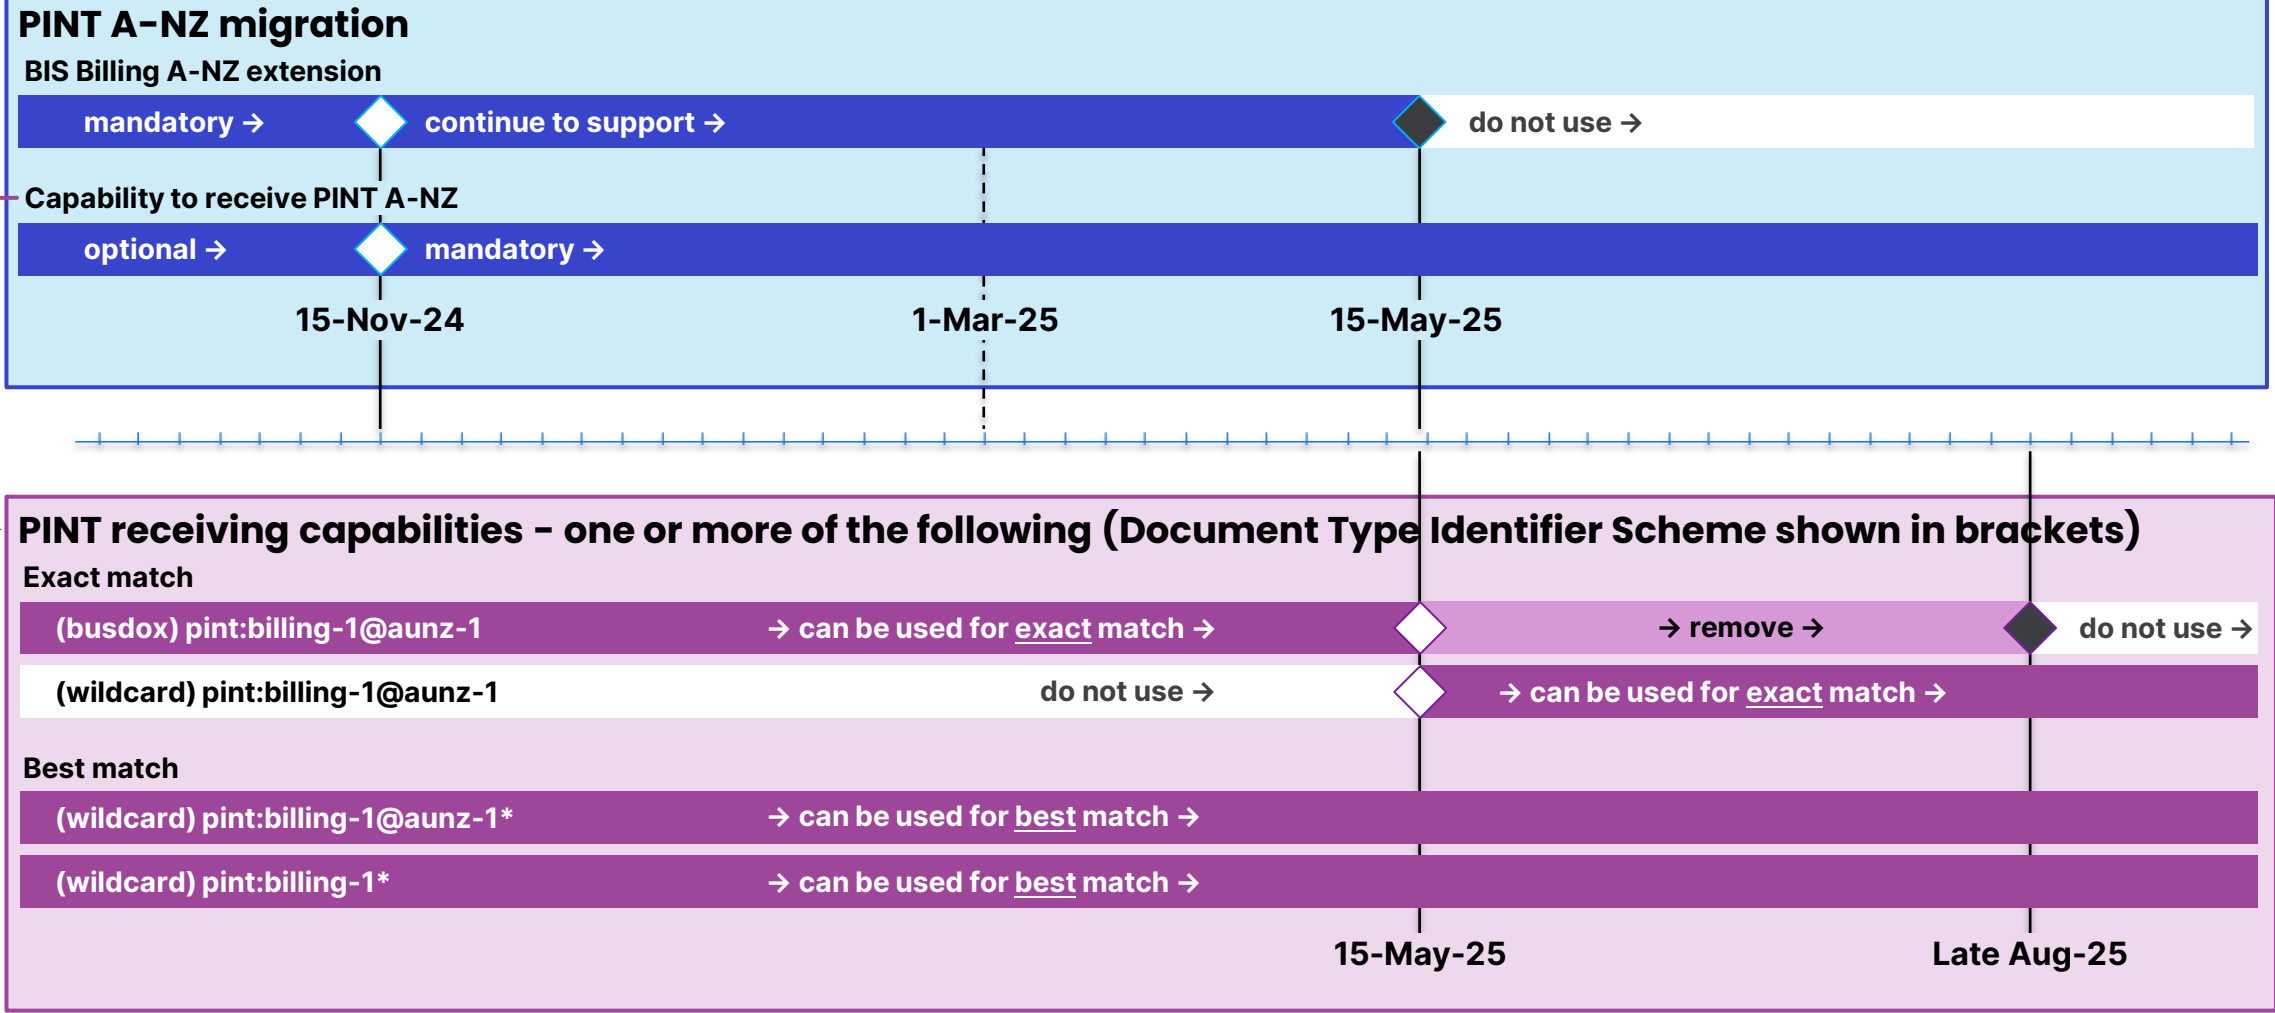 PINT A-NZ migration
BIS Billing A-NZ extension
mandatory →
continue to support →
do not use →
Capability to receive PINT A-NZ
optional →
mandatory →
15-Nov-24
1-Mar-25
15-May-25
PINT receiving capabilities - one or more of the following (Document Type Identifier Scheme shown in brackets)
Exact match
(busdox) pint:billing-1@aunz-1
→ can be used for exact match →
→ remove →
do not use →
(wildcard) pint:billing-1@aunz-1
do not use →
→ can be used for exact match →
Best match
(wildcard) pint:billing-1@aunz-1*
→ can be used for best match →
(wildcard) pint:billing-1*
→ can be used for best match →
15-May-25
Late Aug-25